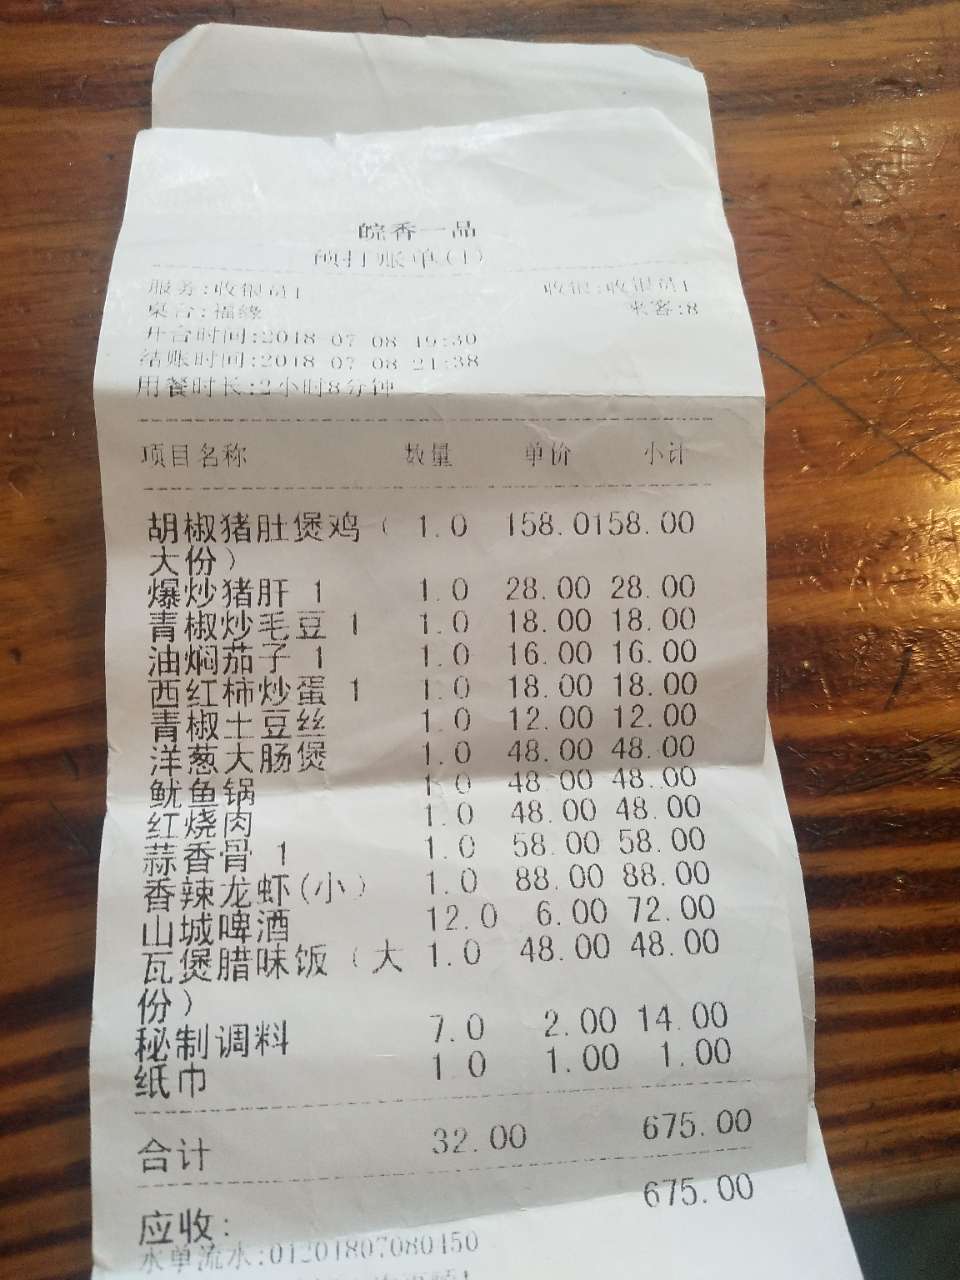 皖香一品
预打账单(1)
服务:收银员1 收银:收银员1
桌台:福缘 来客:8
开台时间:2018-07-08 19:30
结账时间:2018-07-08 21:38
用餐时长:2小时8分钟
项目名称 数量 单价 小计
胡椒猪肚煲鸡( 1.0 158.0158.00
大份)
爆炒猪肝 1 1.0 28.00 28.00
青椒炒毛豆 1 1.0 18.00 18.00
油焖茄子 1 1.0 16.00 16.00
西红柿炒蛋 1 1.0 18.00 18.00
青椒土豆丝 1.0 12.00 12.00
洋葱大肠煲 1.0 48.00 48.00
鱿鱼锅 1.0 48.00 48.00
红烧肉 1.0 48.00 48.00
蒜香骨 1 1.0 58.00 58.00
香辣龙虾(小) 1.0 88.00 88.00
山城啤酒 12.0 6.00 72.00
瓦煲腊味饭(大 1.0 48.00 48.00
份)
秘制调料 7.0 2.00 14.00
纸巾 1.0 1.00 1.00
合计 32.00 675.00
应收: 675.00
水单流水:01201807080450